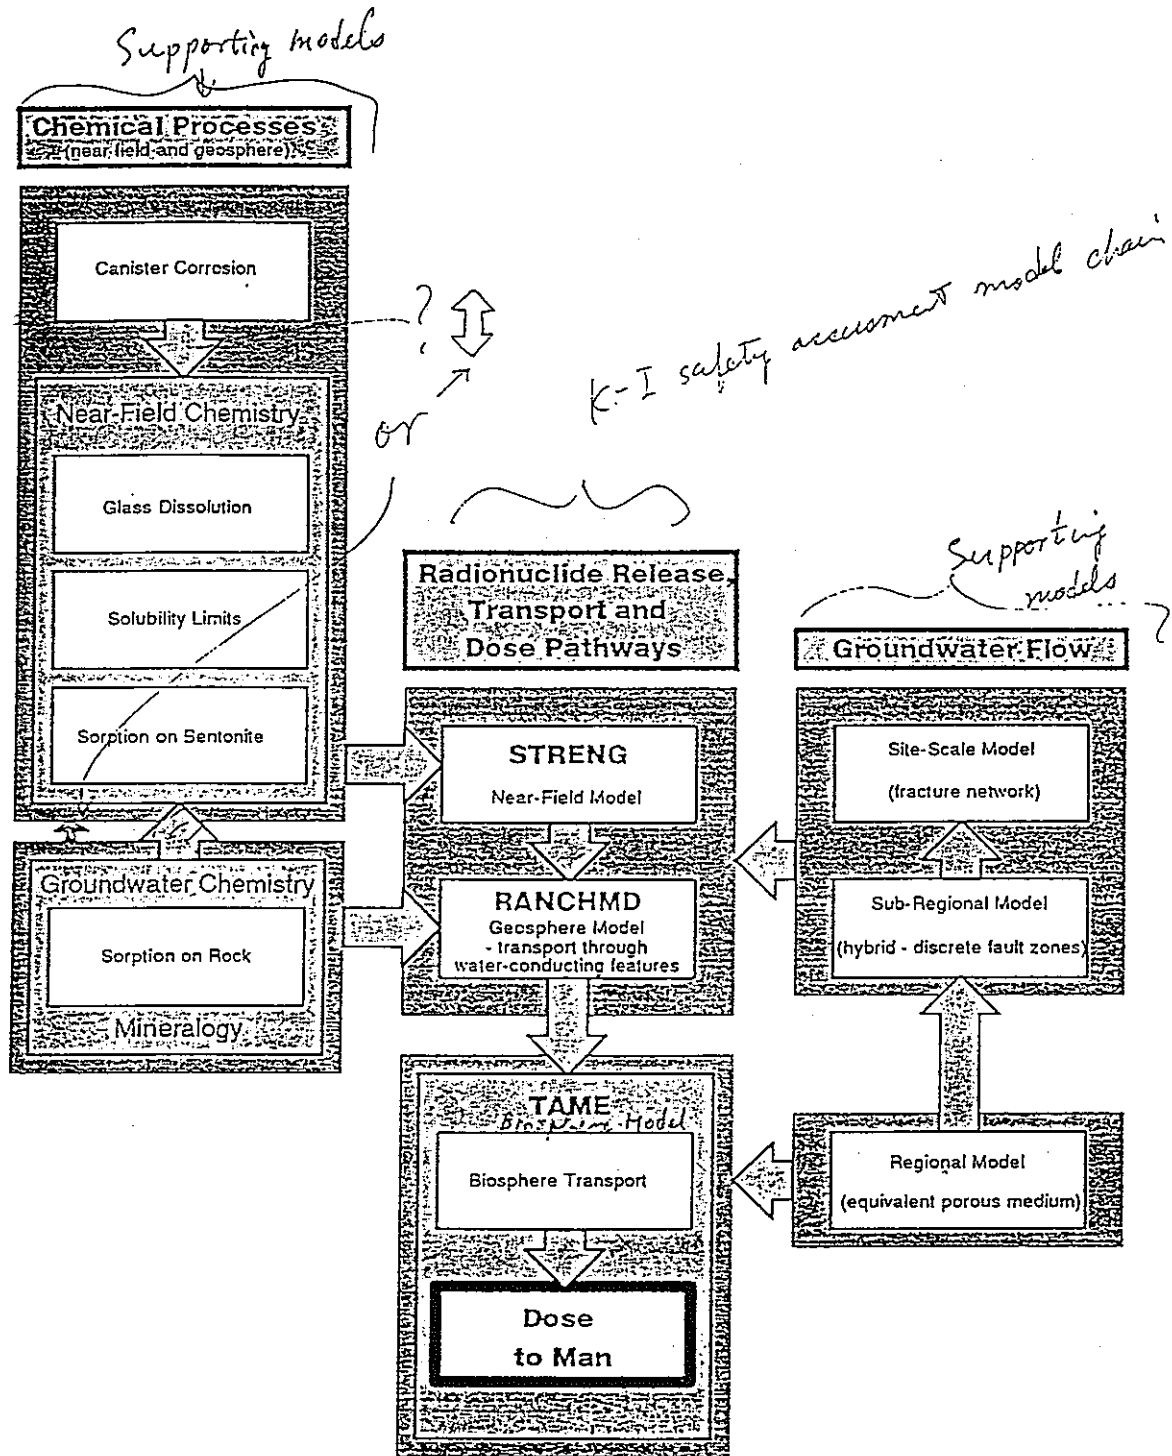 Supporting models
Chemical Processes
(near field and geosphere)
Canister Corrosion
?
or
Near-Field Chemistry
Glass Dissolution
Solubility Limits
Sorption on Bentonite
Groundwater Chemistry
Sorption on Rock
Mineralogy
K-I safety assessment model chain
Radionuclide Release,
Transport and
Dose Pathways
STRENG
Near-Field Model
RANCHMD
Geosphere Model
- transport through
water-conducting features
TAME
Biosphere Model
Biosphere Transport
Dose
to Man
Supporting
models
Groundwater Flow
Site-Scale Model
(fracture network)
Sub-Regional Model
(hybrid - discrete fault zones)
Regional Model
(equivalent porous medium)